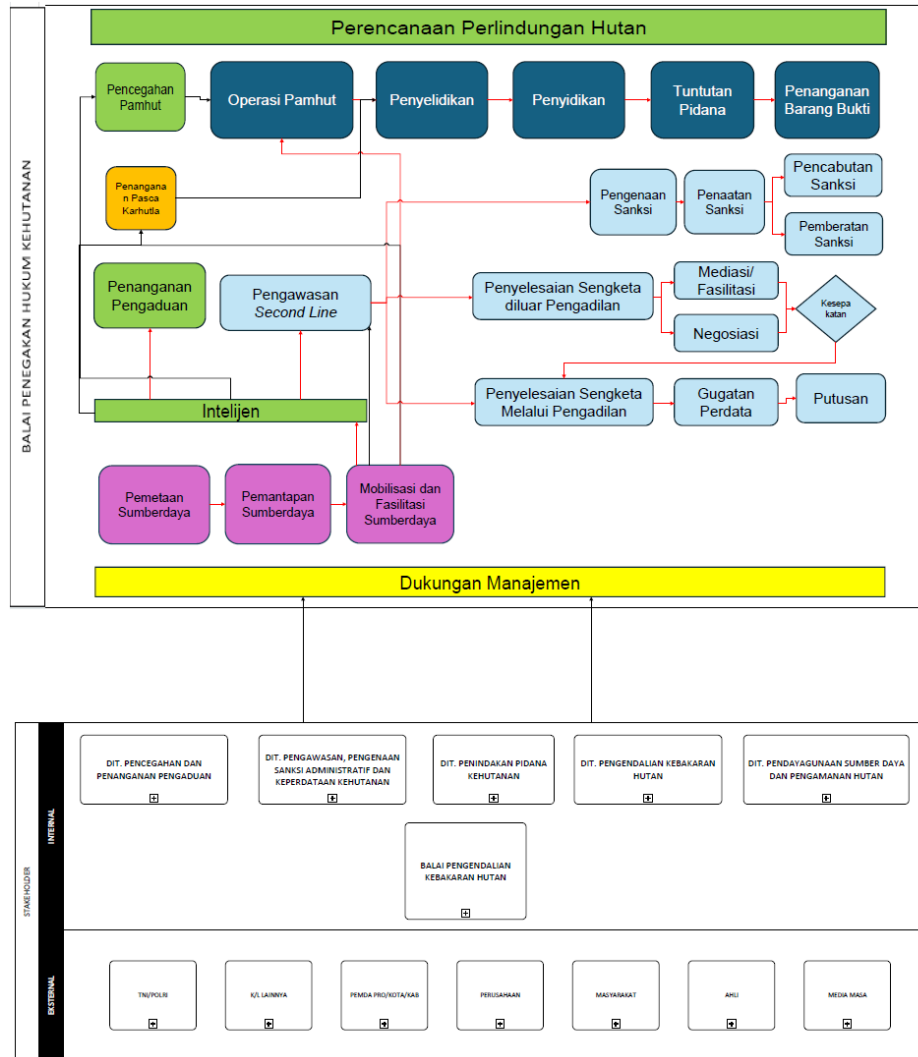 BALAI PENEGAKAN HUKUM KEHUTANAN
Perencanaan Perlindungan Hutan
Pencegahan
Pamhut
Operasi Pamhut
Penyelidikan
Penyidikan
Tuntutan
Pidana
Penanganan
Barang Bukti
Penangana
n Pasca
Karhutla
Pengenaan
Sanksi
Penaatan
Sanksi
Pencabutan
Sanksi
Pemberatan
Sanksi
Penanganan
Pengaduan
Pengawasan
Second Line
Penyelesaian Sengketa
diluar Pengadilan
Mediasi/
Fasilitasi
Negosiasi
Kesepa
katan
Intelijen
Penyelesaian Sengketa
Melalui Pengadilan
Gugatan
Perdata
Putusan
Pemetaan
Sumberdaya
Pemantapan
Sumberdaya
Mobilisasi dan
Fasilitasi
Sumberdaya
Dukungan Manajemen
STAKEHOLDER
INTERNAL
DIT. PENCEGAHAN DAN
PENANGANAN PENGADUAN
DIT. PENGAWASAN, PENGENAAN
SANKSI ADMINISTRATIF DAN
KEPERDATAAN KEHUTANAN
DIT. PENINDAKAN PIDANA
KEHUTANAN
DIT. PENGENDALIAN KEBAKARAN
HUTAN
DIT. PENDAYAGUNAAN SUMBER DAYA
DAN PENGAMANAN HUTAN
BALAI PENGENDALIAN
KEBAKARAN HUTAN
EKSTERNAL
TNI/POLRI
K/L LAINNYA
PEMDA PRO/KOTA/KAB
PERUSAHAAN
MASYARAKAT
AHLI
MEDIA MASA